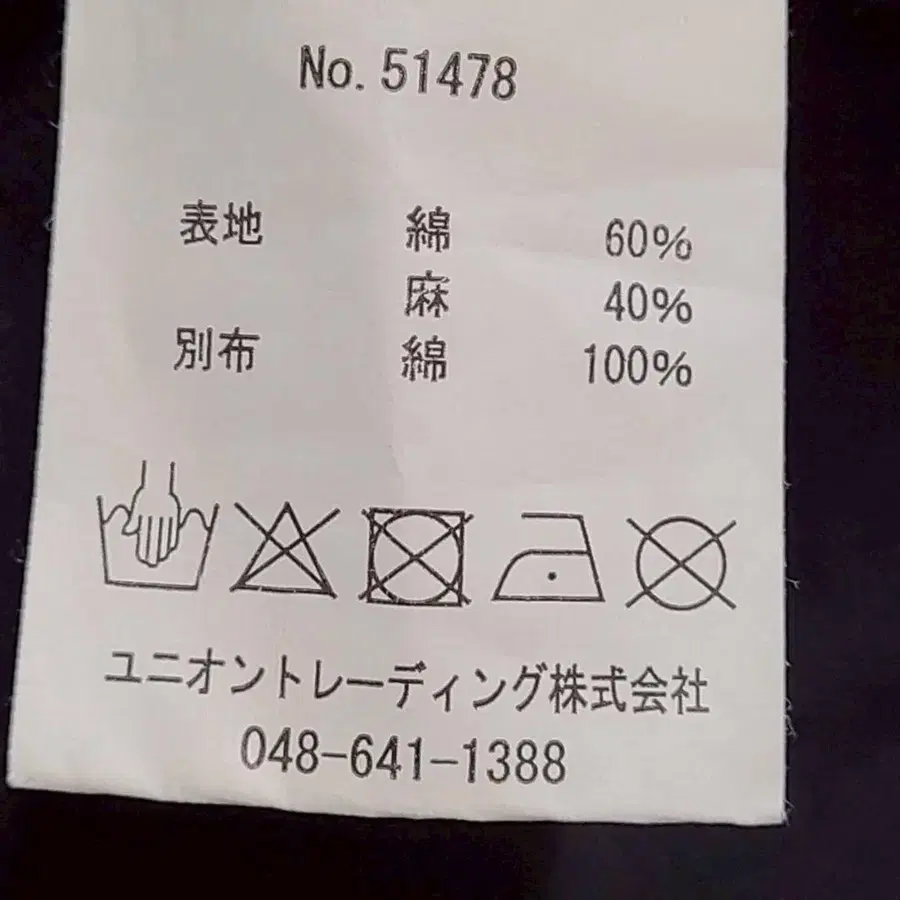 No. 51478
表地 綿 60%
麻 40%
別布 綿 100%
ユニオントレーディング株式会社
048-641-1388